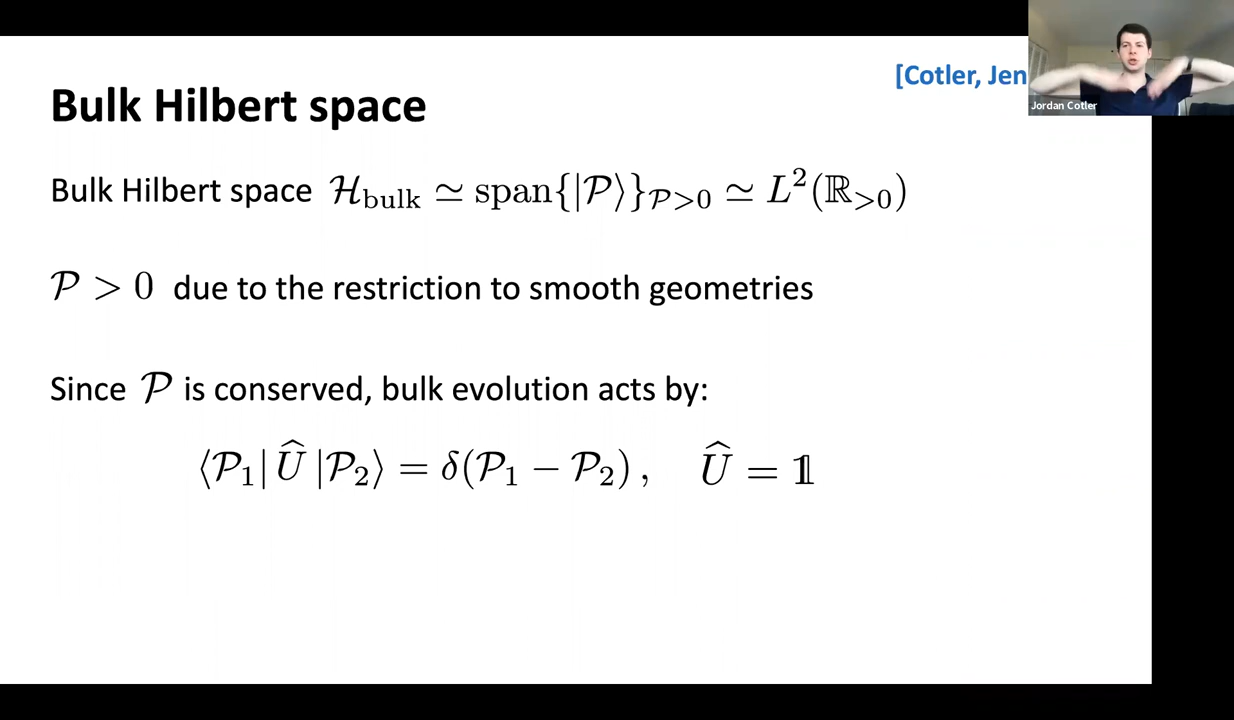 [Cotler, Jen
Jordan Cotler
Bulk Hilbert space
Bulk Hilbert space $\mathcal{H}_{\text{bulk}} \simeq \text{span}\{|\mathcal{P}\rangle\}_{\mathcal{P}>0} \simeq L^2(\mathbb{R}_{>0})$
$\mathcal{P} > 0$ due to the restriction to smooth geometries
Since $\mathcal{P}$ is conserved, bulk evolution acts by:
$\langle \mathcal{P}_1 | \widehat{U} | \mathcal{P}_2 \rangle = \delta(\mathcal{P}_1 - \mathcal{P}_2)\,, \quad \widehat{U} = \mathbb{1}$